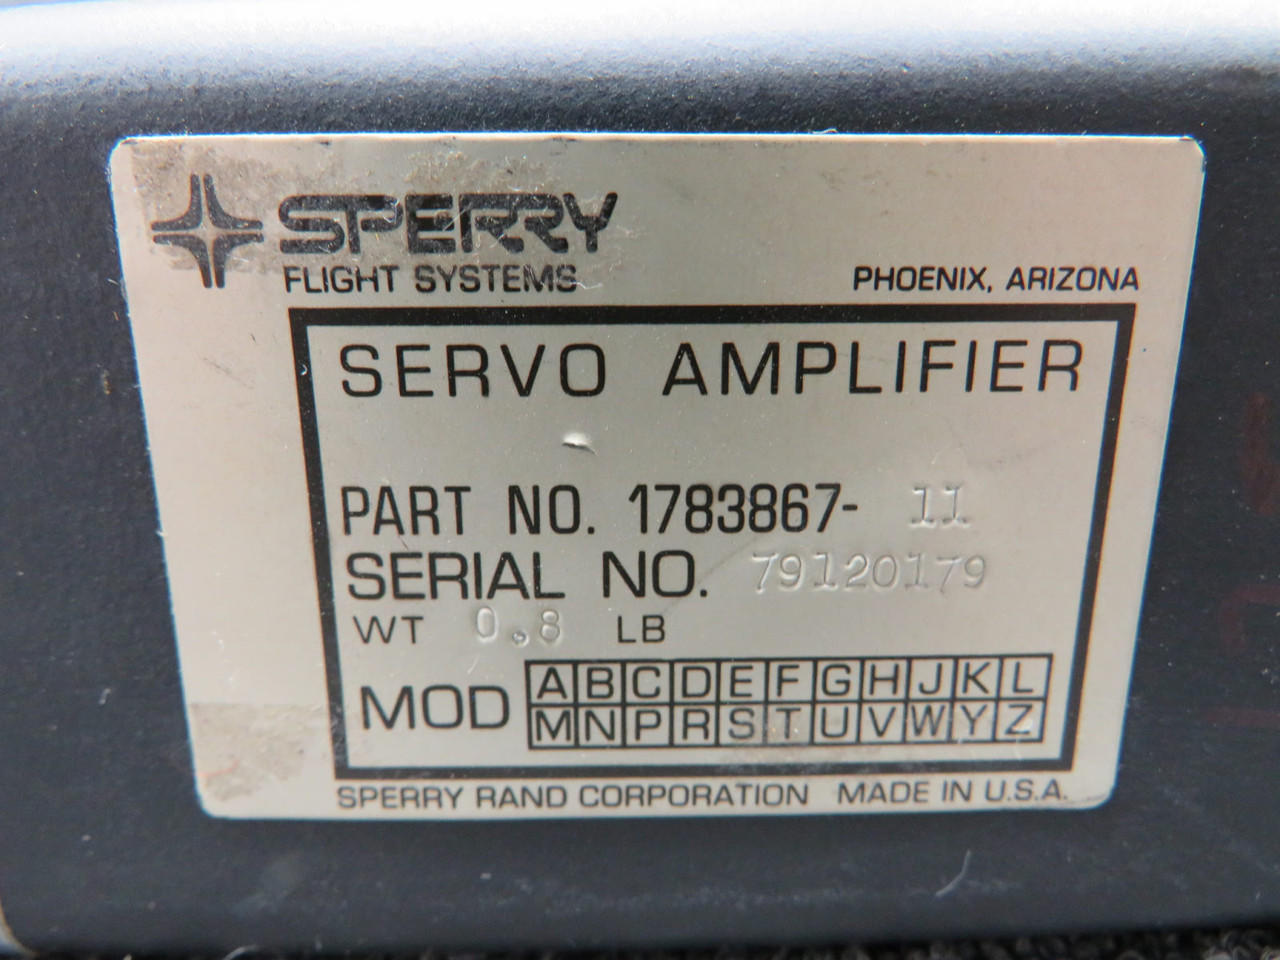 SPERRY
FLIGHT SYSTEMS PHOENIX, ARIZONA
SERVO AMPLIFIER
PART NO. 1783867- 11
SERIAL NO. 79120179
WT 0.8 LB
MOD A B C D E F G H J K L
M N P R S T U V W Y Z
SPERRY RAND CORPORATION MADE IN U.S.A.